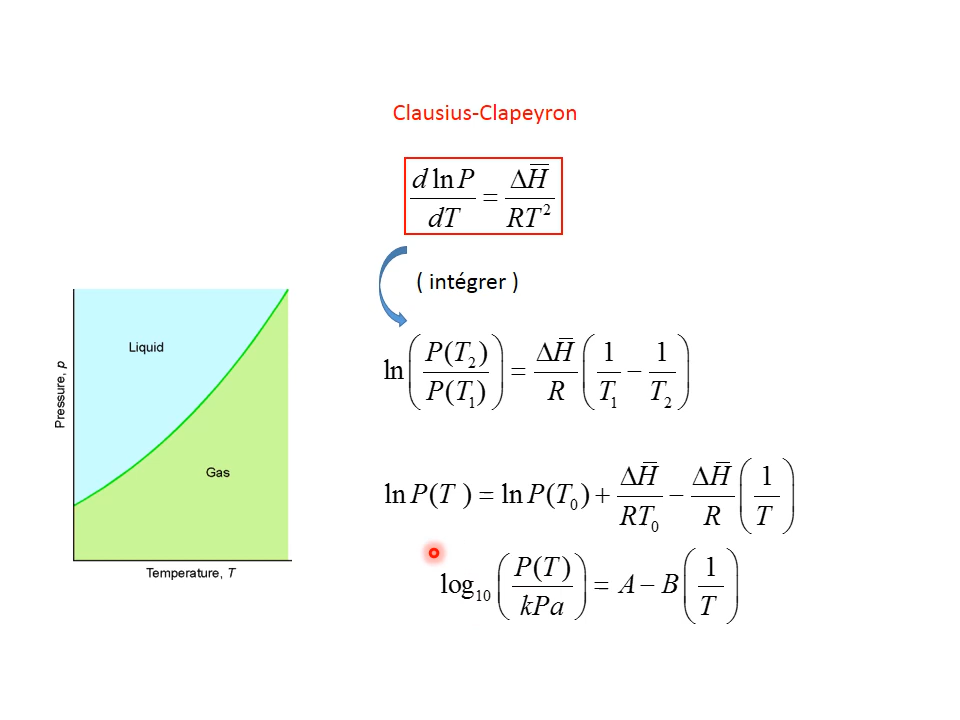 Clausius-Clapeyron
d ln P / dT = ΔH̅ / RT²
( intégrer )
ln( P(T₂) / P(T₁) ) = ΔH̅ / R ( 1 / T₁ − 1 / T₂ )
ln P(T ) = ln P(T₀) + ΔH̅ / RT₀ − ΔH̅ / R ( 1 / T )
log₁₀ ( P(T) / kPa ) = A − B ( 1 / T )
Pressure, p
Liquid
Gas
Temperature, T